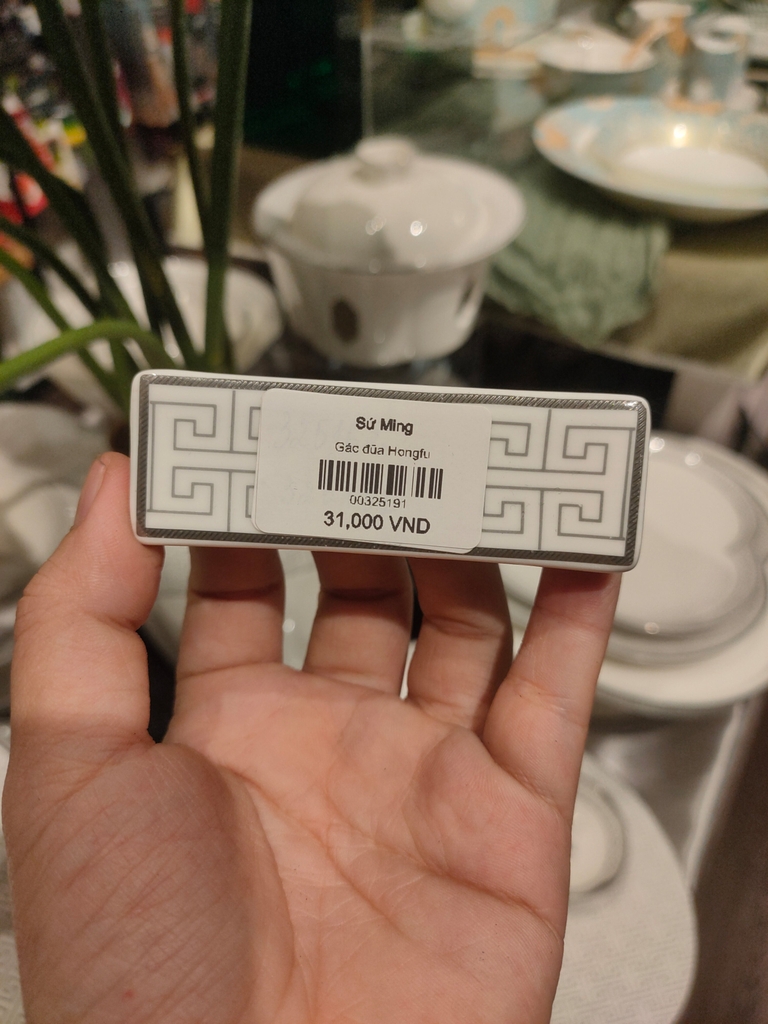 Sứ Ming
Gác đũa Hongfu
00325191
31,000 VND